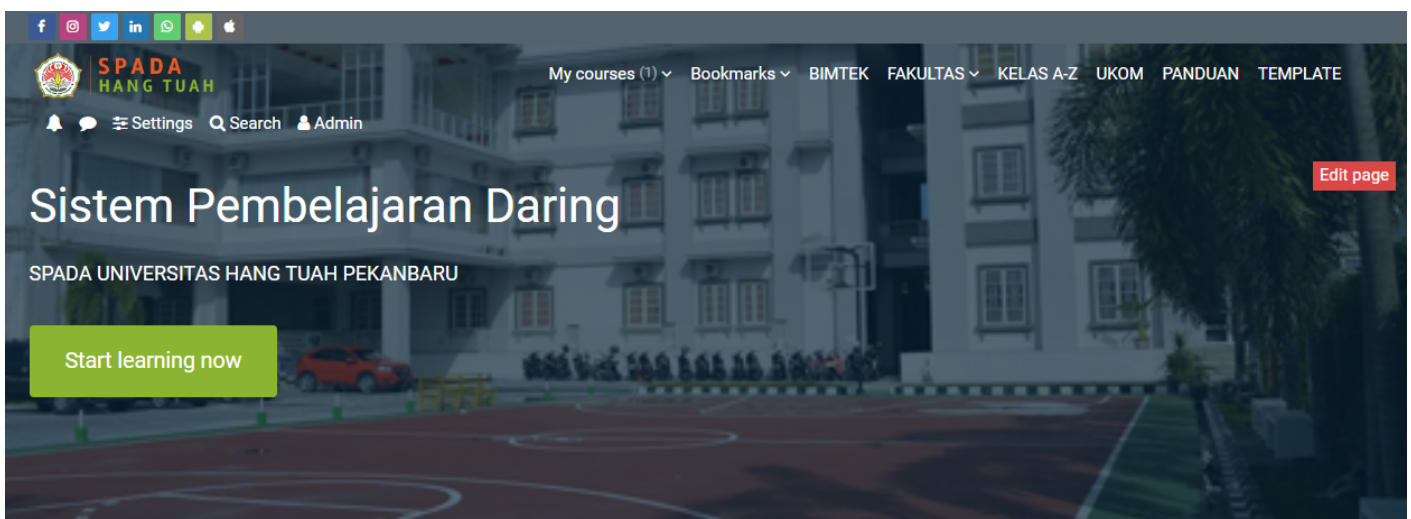 SPADA
HANG TUAH
My courses (1) Bookmarks BIMTEK FAKULTAS KELAS A-Z UKOM PANDUAN TEMPLATE
Settings Search Admin
Edit page
Sistem Pembelajaran Daring
SPADA UNIVERSITAS HANG TUAH PEKANBARU
Start learning now